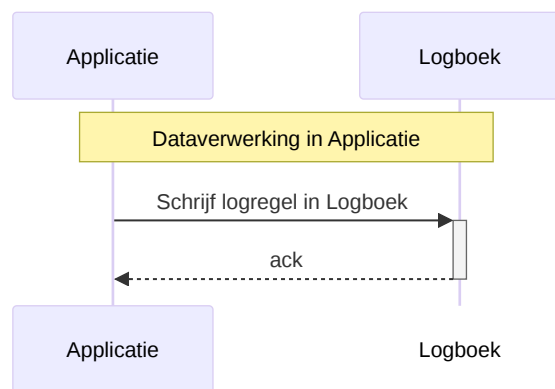 Applicatie
Logboek
Dataverwerking in Applicatie
Schrijf logregel in Logboek
ack
Applicatie
Logboek